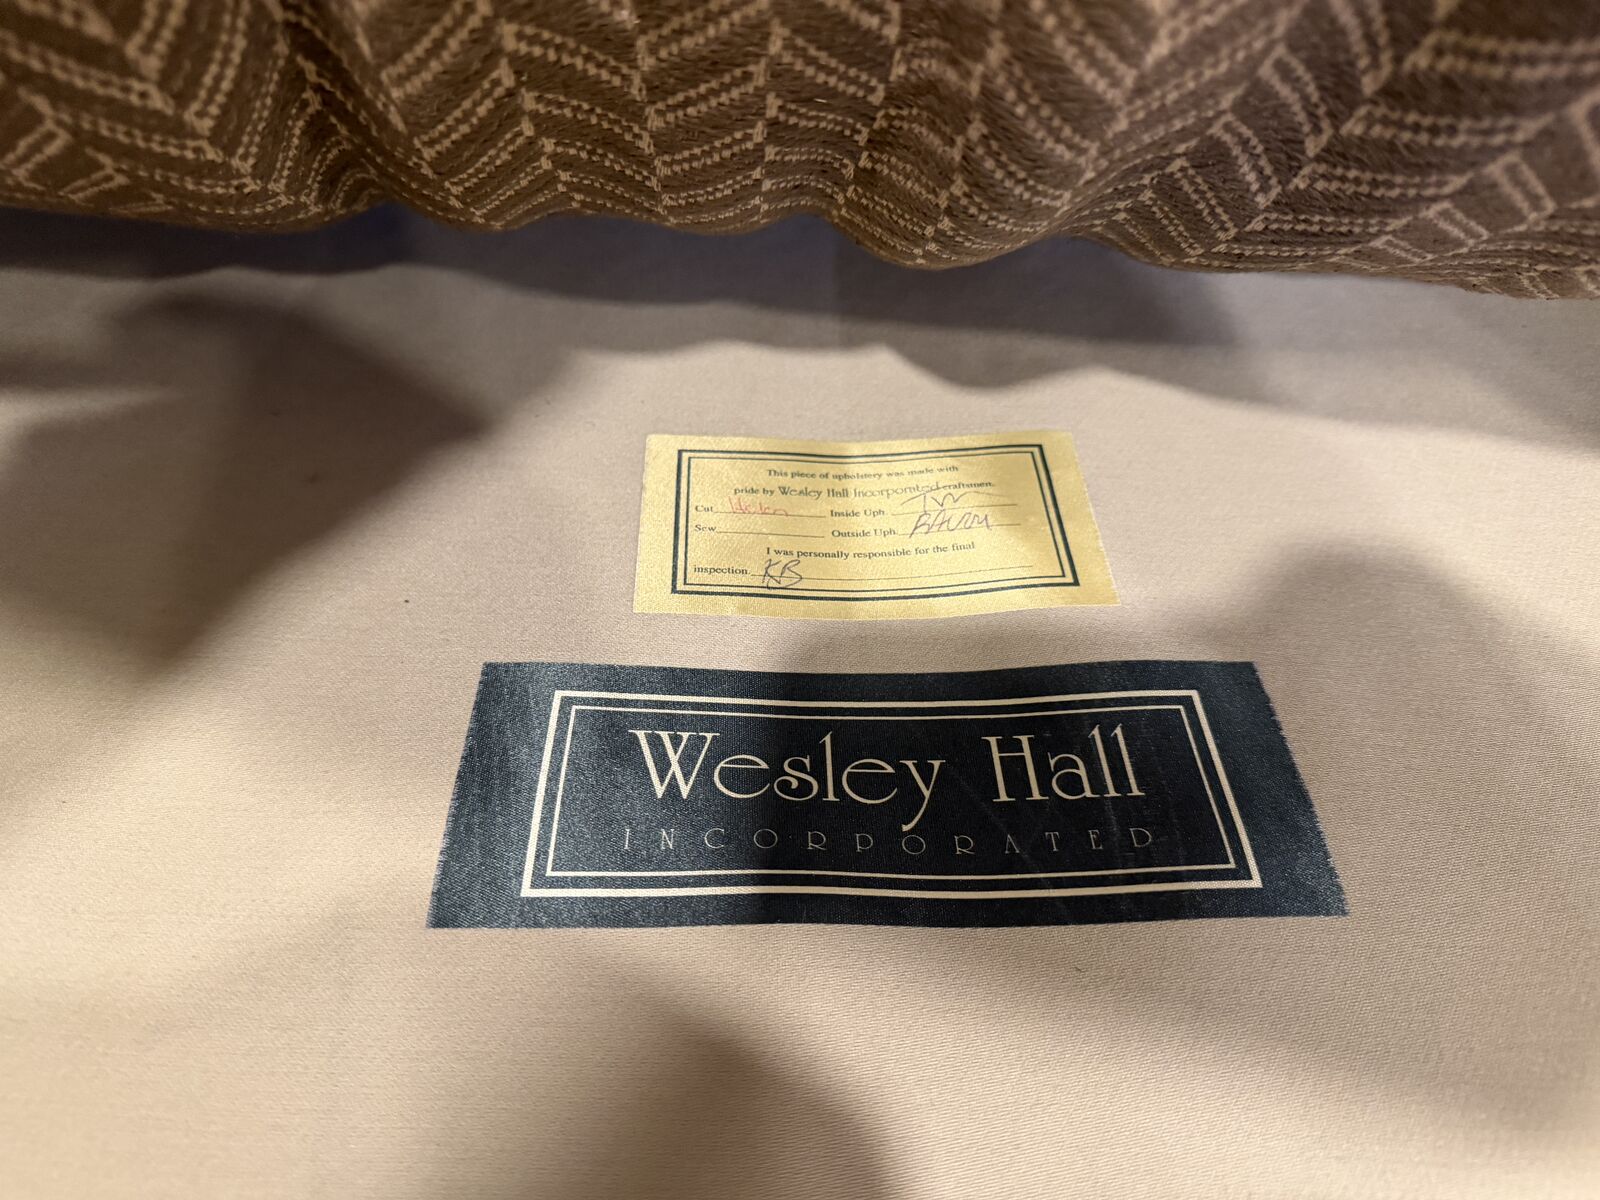 This piece of upholstery was made with
pride by Wesley Hall Incorporated craftsmen.
Cut Inside Uph.
Sew Outside Uph.
I was personally responsible for the final
inspection. KB
Wesley Hall
INCORPORATED